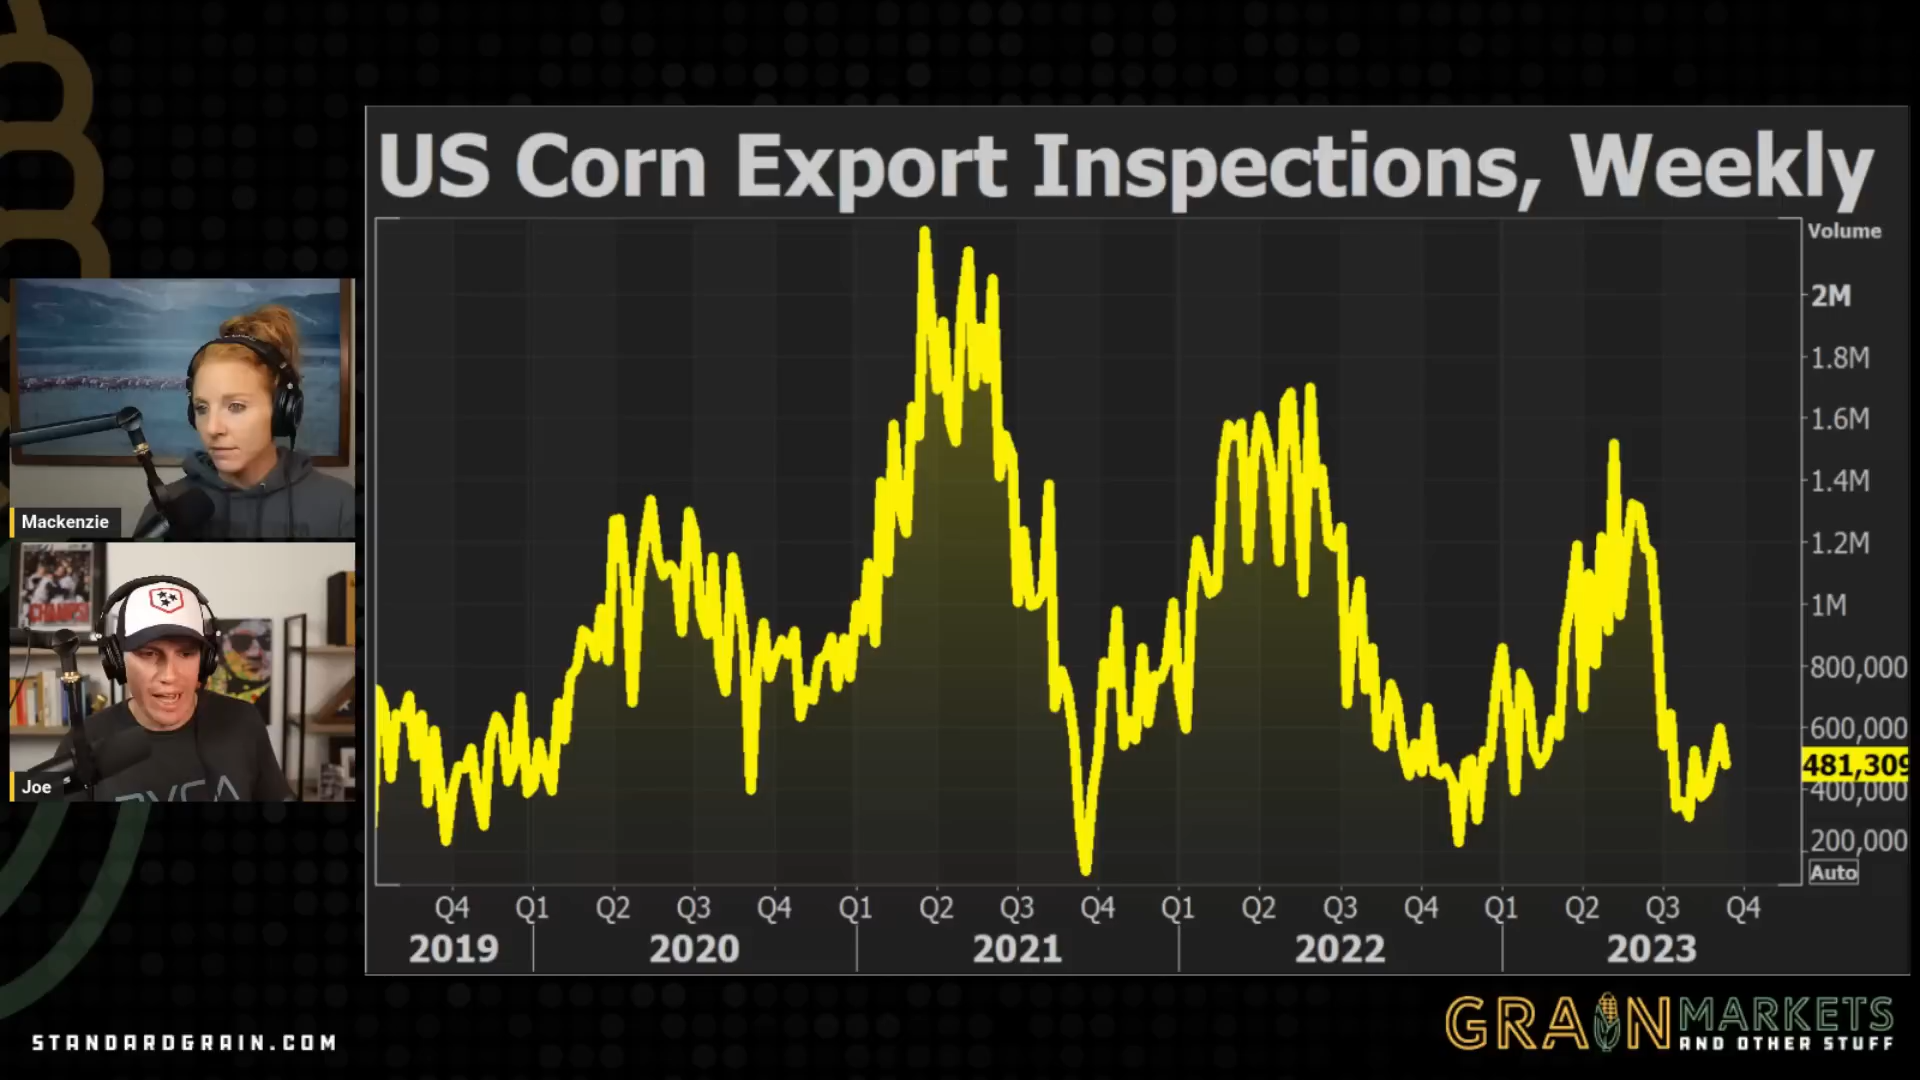 US Corn Export Inspections, Weekly
Volume
2M
1.8M
1.6M
1.4M
1.2M
1M
800,000
600,000
481,309
400,000
200,000
Auto
Q4 Q1 Q2 Q3 Q4 Q1 Q2 Q3 Q4 Q1 Q2 Q3 Q4 Q1 Q2 Q3 Q4
2019 2020 2021 2022 2023
Mackenzie
CHAMPS!
Joe
RVCA
STANDARDGRAIN.COM
GRAIN MARKETS
AND OTHER STUFF